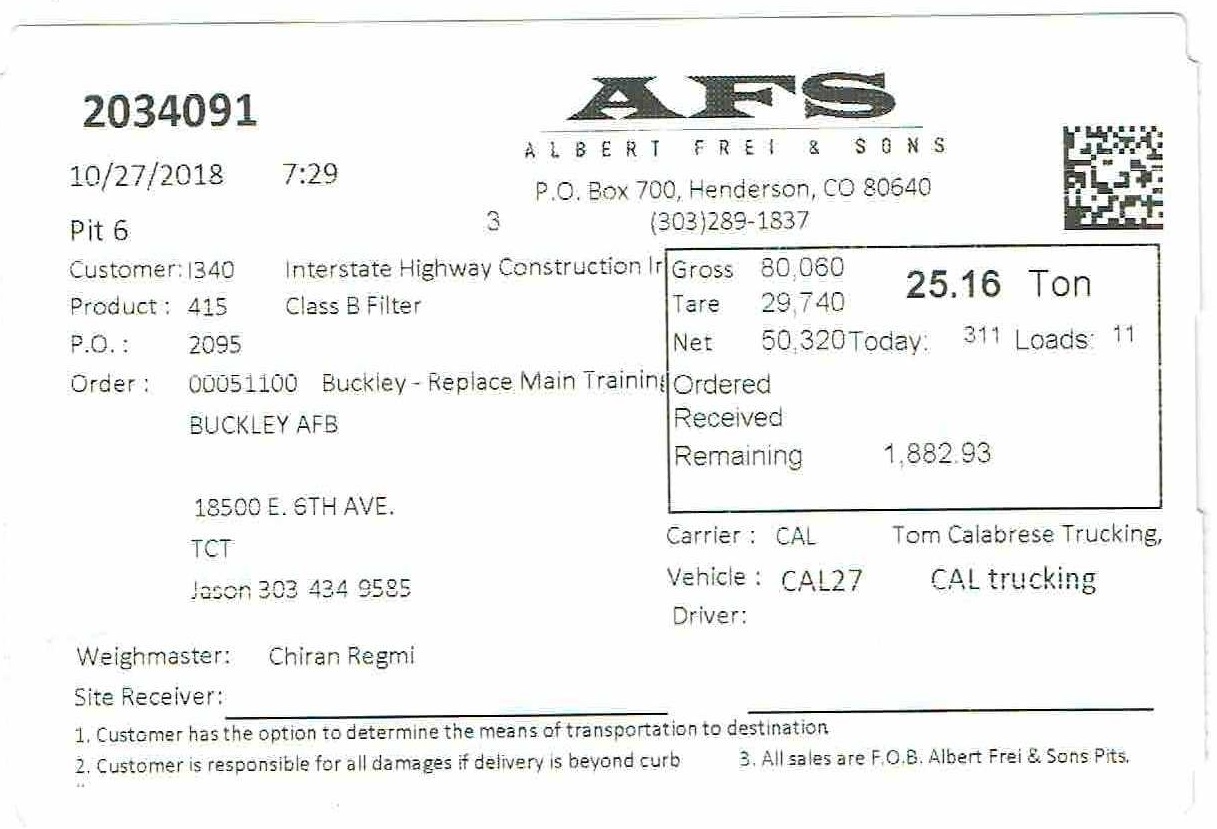 2034091
AFS
ALBERT FREI & SONS
10/27/2018 7:29
P.O. Box 700, Henderson, CO 80640
Pit 6 3 (303)289-1837
Customer: I340 Interstate Highway Construction Ir
Gross 80,060 25.16 Ton
Product : 415 Class B Filter
Tare 29,740
P.O. : 2095
Net 50,320 Today: 311 Loads: 11
Order : 00051100 Buckley - Replace Main Training
Ordered
BUCKLEY AFB
Received
Remaining 1,882.93
18500 E. 6TH AVE.
Carrier : CAL Tom Calabrese Trucking,
TCT
Vehicle : CAL27 CAL trucking
Jason 303 434 9585
Driver:
Weighmaster: Chiran Regmi
Site Receiver:
1. Customer has the option to determine the means of transportation to destination
2. Customer is responsible for all damages if delivery is beyond curb 3. All sales are F.O.B. Albert Frei & Sons Pits.